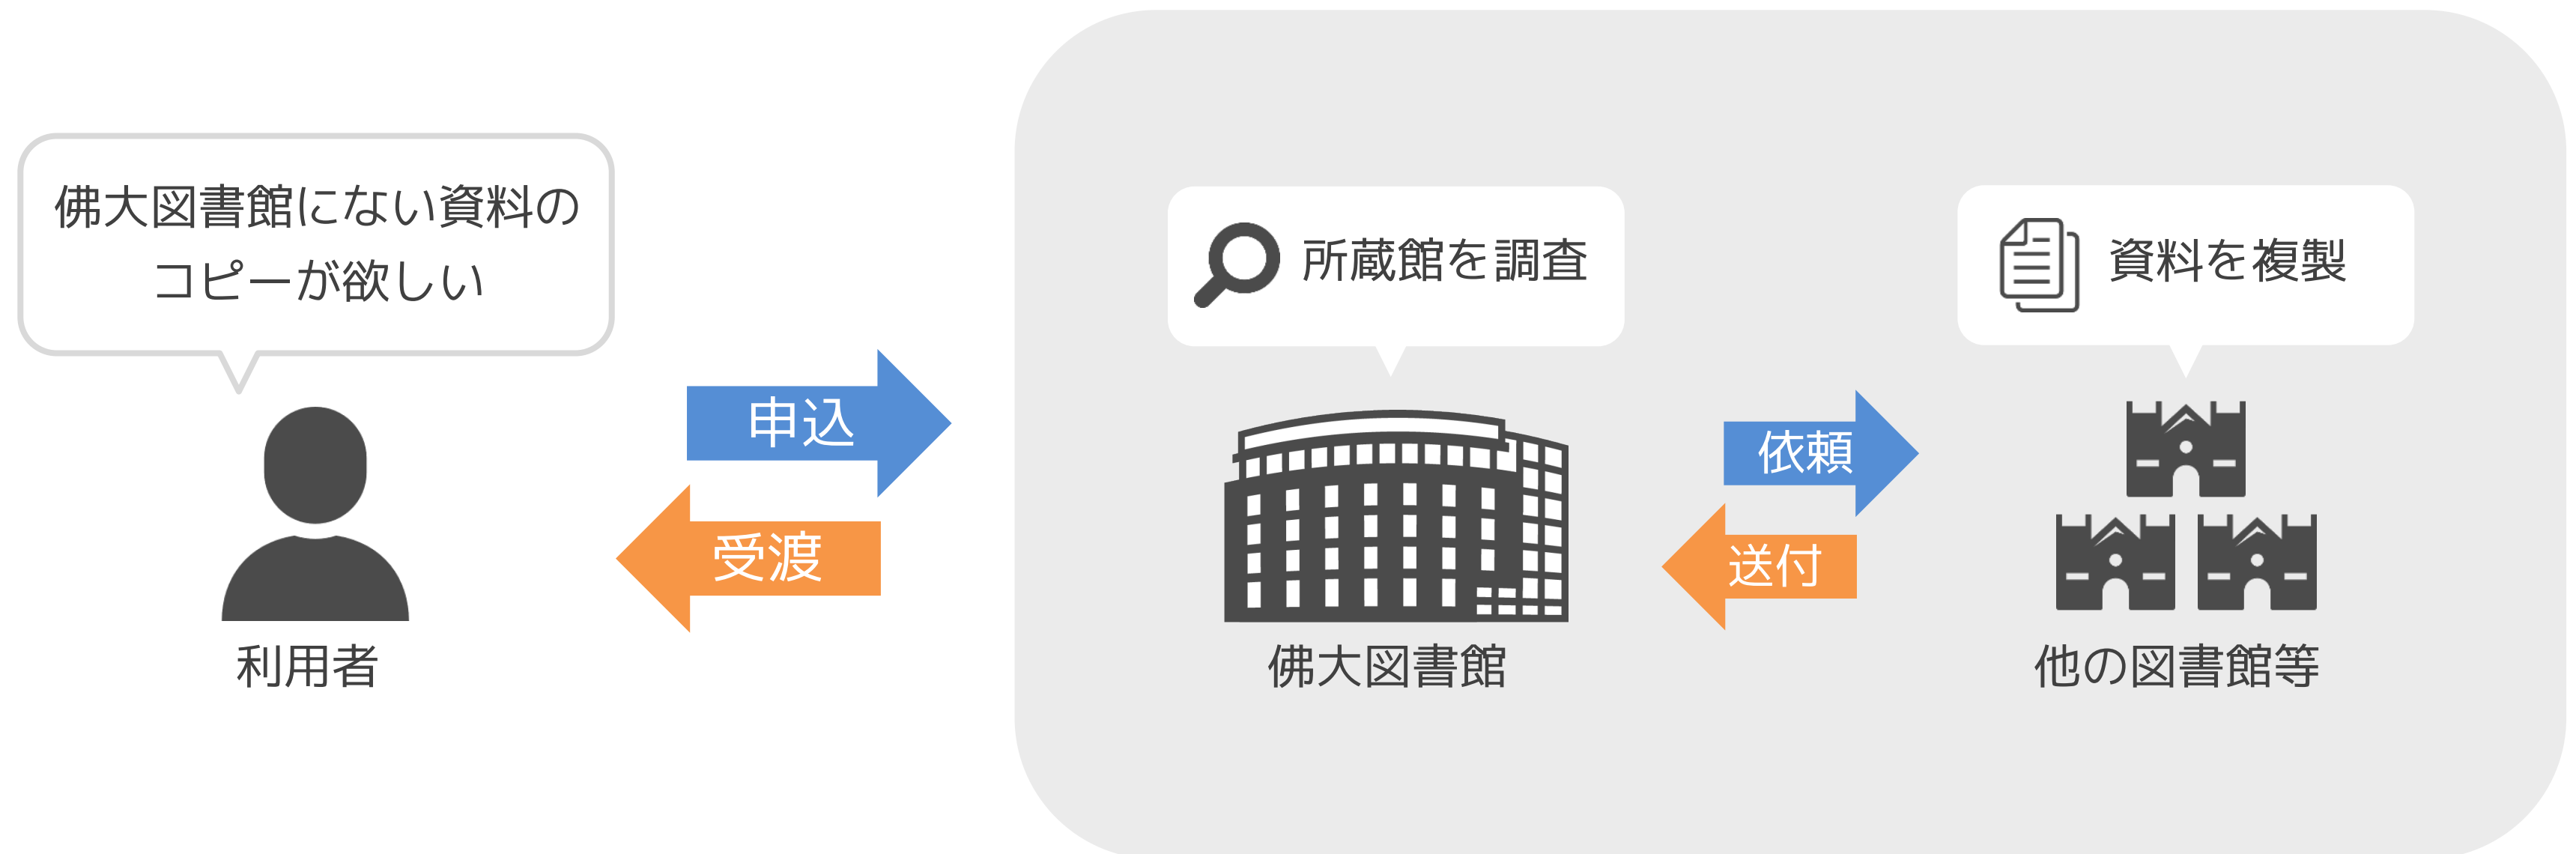 佛大図書館にない資料の
コピーが欲しい
利用者
申込
受渡
所蔵館を調査
佛大図書館
依頼
送付
資料を複製
他の図書館等